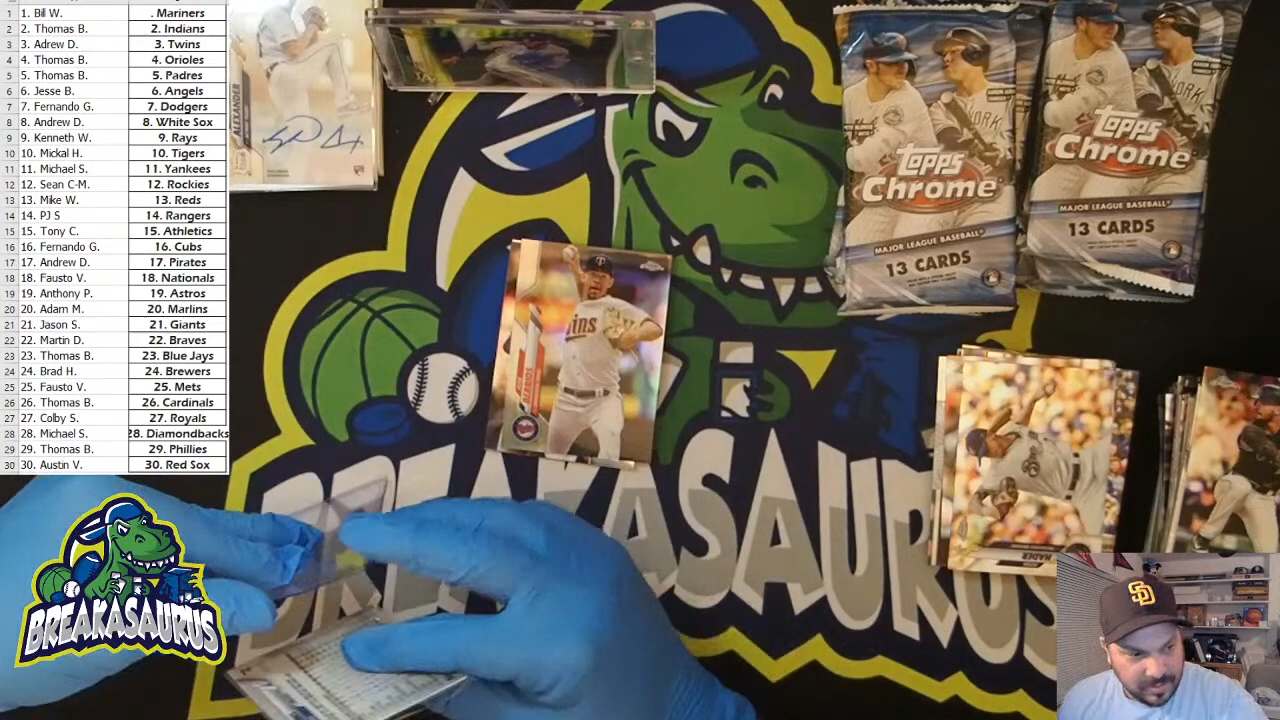 1 1. Bill W. . Mariners
2 2. Thomas B. 2. Indians
3 3. Adrew D. 3. Twins
4 4. Thomas B. 4. Orioles
5 5. Thomas B. 5. Padres
6 6. Jesse B. 6. Angels
7 7. Fernando G. 7. Dodgers
8 8. Andrew D. 8. White Sox
9 9. Kenneth W. 9. Rays
10 10. Mickal H. 10. Tigers
11 11. Michael S. 11. Yankees
12 12. Sean C-M. 12. Rockies
13 13. Mike W. 13. Reds
14 14. PJ S 14. Rangers
15 15. Tony C. 15. Athletics
16 16. Fernando G. 16. Cubs
17 17. Andrew D. 17. Pirates
18 18. Fausto V. 18. Nationals
19 19. Anthony P. 19. Astros
20 20. Adam M. 20. Marlins
21 21. Jason S. 21. Giants
22 22. Martin D. 22. Braves
23 23. Thomas B. 23. Blue Jays
24 24. Brad H. 24. Brewers
25 25. Fausto V. 25. Mets
26 26. Thomas B. 26. Cardinals
27 27. Colby S. 27. Royals
28 28. Michael S. 28. Diamondbacks
29 29. Thomas B. 29. Phillies
30 30. Austin V. 30. Red Sox
ALEXANDER
YORK
Topps
Chrome
MAJOR LEAGUE BASEBALL
13 CARDS
YORK
Topps
Chrome
MAJOR LEAGUE BASEBALL
13 CARDS
HADER
BREAKASAURUS
BREAKASAURUS
SD